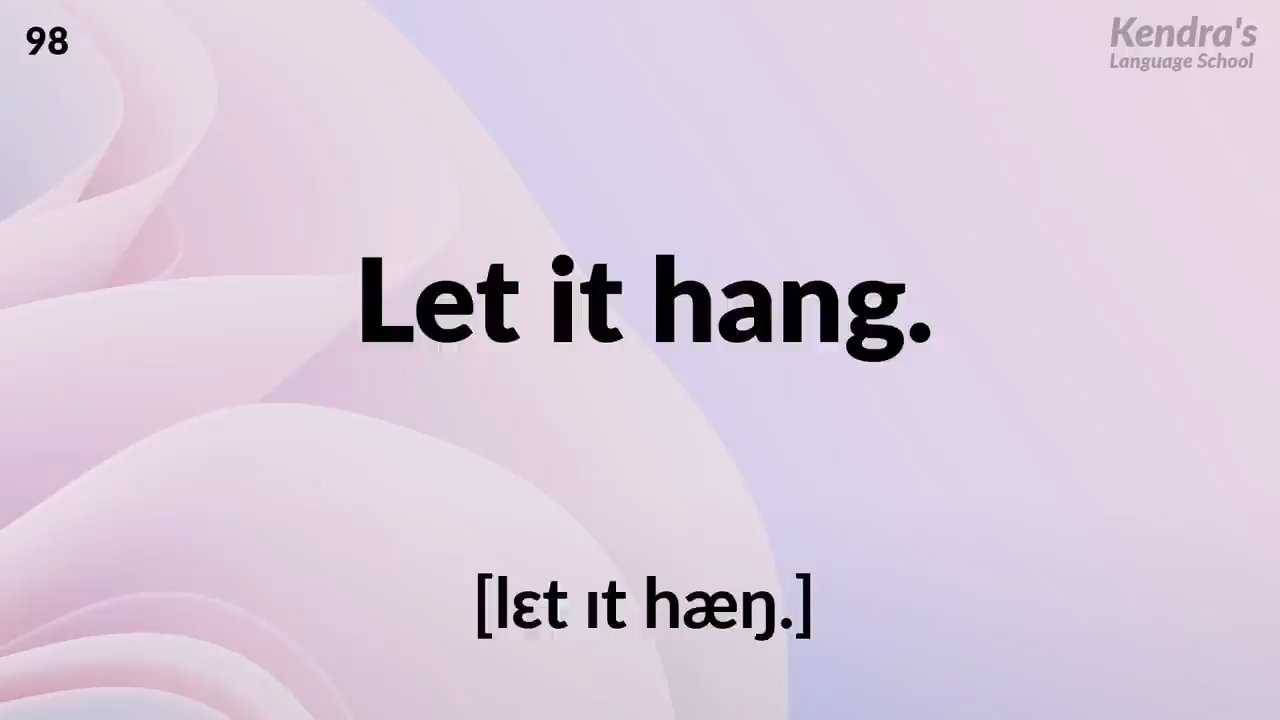 98
Kendra's
Language School
Let it hang.
[lɛt ɪt hæŋ.]